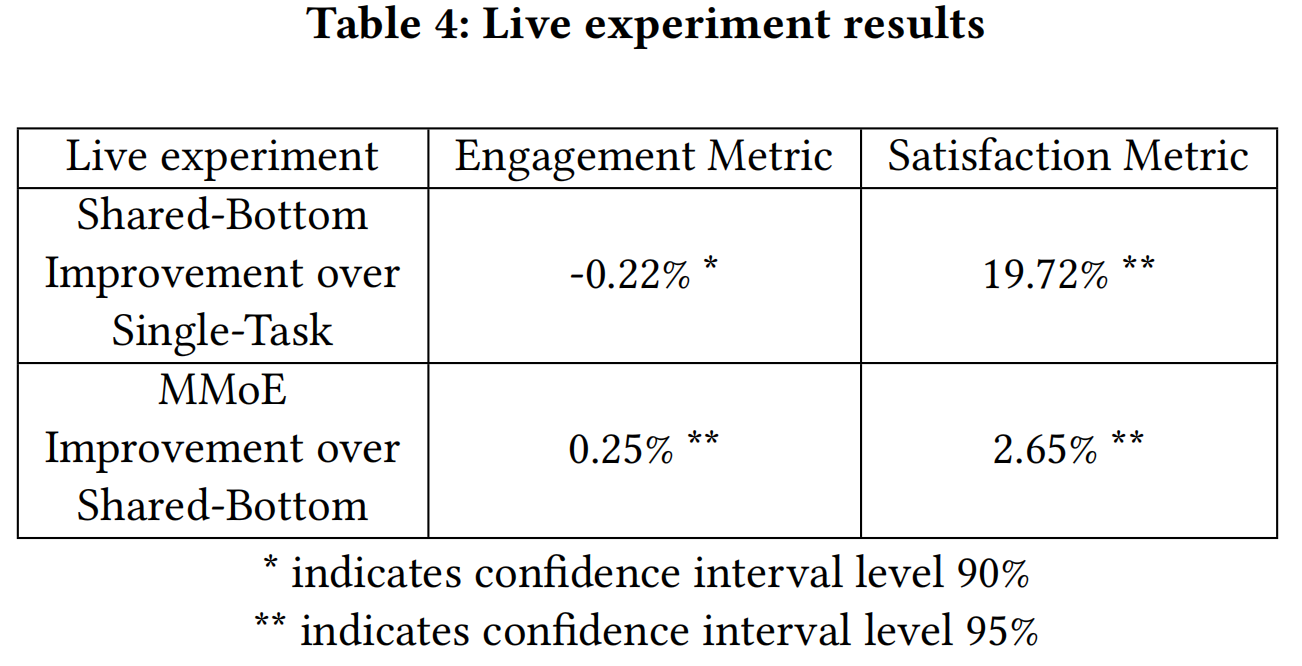 Table 4: Live experiment results
Live experiment
Engagement Metric
Satisfaction Metric
Shared-Bottom
Improvement over
Single-Task
-0.22% *
19.72% **
MMoE
Improvement over
Shared-Bottom
0.25% **
2.65% **
* indicates confidence interval level 90%
** indicates confidence interval level 95%